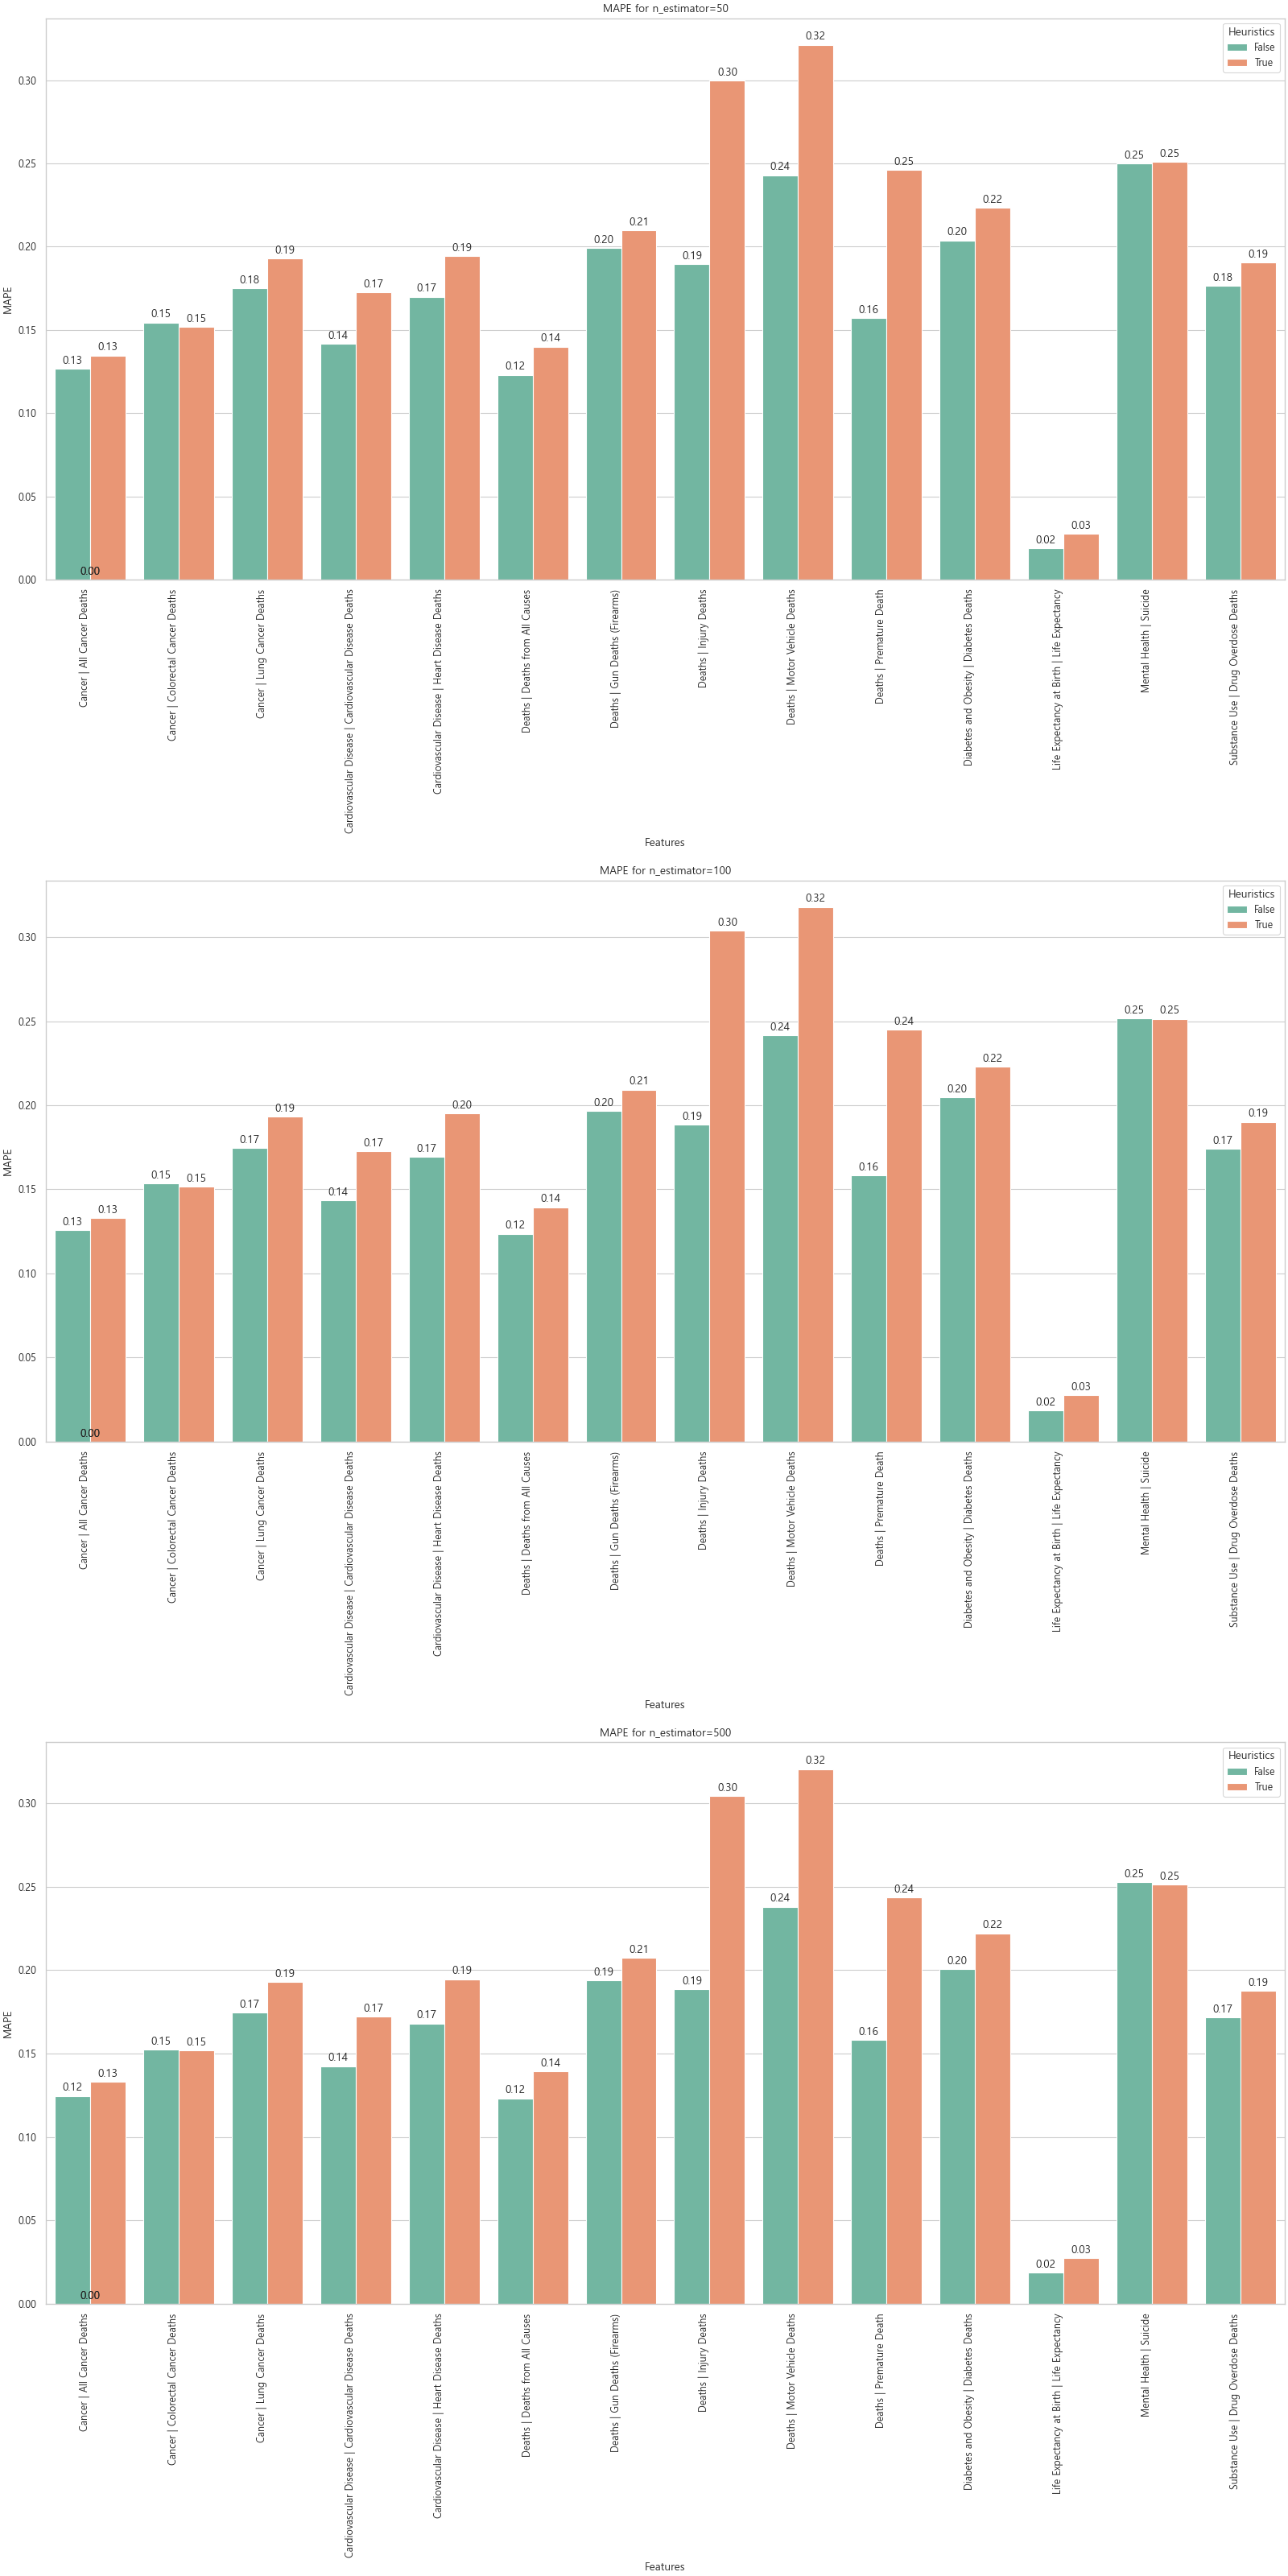 MAPE for n_estimator=50
Heuristics
False
True
MAPE
0.30
0.25
0.20
0.15
0.10
0.05
0.00
0.13 0.13 0.15 0.15 0.18 0.19 0.14 0.17 0.17 0.19 0.12 0.14 0.20 0.21 0.19 0.30 0.24 0.32 0.16 0.25 0.20 0.22 0.02 0.03 0.25 0.25 0.18 0.19
0.00
Cancer | All Cancer Deaths
Cancer | Colorectal Cancer Deaths
Cancer | Lung Cancer Deaths
Cardiovascular Disease | Cardiovascular Disease Deaths
Cardiovascular Disease | Heart Disease Deaths
Deaths | Deaths from All Causes
Deaths | Gun Deaths (Firearms)
Deaths | Injury Deaths
Deaths | Motor Vehicle Deaths
Deaths | Premature Death
Diabetes and Obesity | Diabetes Deaths
Life Expectancy at Birth | Life Expectancy
Mental Health | Suicide
Substance Use | Drug Overdose Deaths
Features
MAPE for n_estimator=100
Heuristics
False
True
MAPE
0.30
0.25
0.20
0.15
0.10
0.05
0.00
0.13 0.13 0.15 0.15 0.17 0.19 0.14 0.17 0.17 0.20 0.12 0.14 0.20 0.21 0.19 0.30 0.24 0.32 0.16 0.24 0.20 0.22 0.02 0.03 0.25 0.25 0.17 0.19
0.00
Cancer | All Cancer Deaths
Cancer | Colorectal Cancer Deaths
Cancer | Lung Cancer Deaths
Cardiovascular Disease | Cardiovascular Disease Deaths
Cardiovascular Disease | Heart Disease Deaths
Deaths | Deaths from All Causes
Deaths | Gun Deaths (Firearms)
Deaths | Injury Deaths
Deaths | Motor Vehicle Deaths
Deaths | Premature Death
Diabetes and Obesity | Diabetes Deaths
Life Expectancy at Birth | Life Expectancy
Mental Health | Suicide
Substance Use | Drug Overdose Deaths
Features
MAPE for n_estimator=500
Heuristics
False
True
MAPE
0.30
0.25
0.20
0.15
0.10
0.05
0.00
0.12 0.13 0.15 0.15 0.17 0.19 0.14 0.17 0.17 0.19 0.12 0.14 0.19 0.21 0.19 0.30 0.24 0.32 0.16 0.24 0.20 0.22 0.02 0.03 0.25 0.25 0.17 0.19
0.00
Cancer | All Cancer Deaths
Cancer | Colorectal Cancer Deaths
Cancer | Lung Cancer Deaths
Cardiovascular Disease | Cardiovascular Disease Deaths
Cardiovascular Disease | Heart Disease Deaths
Deaths | Deaths from All Causes
Deaths | Gun Deaths (Firearms)
Deaths | Injury Deaths
Deaths | Motor Vehicle Deaths
Deaths | Premature Death
Diabetes and Obesity | Diabetes Deaths
Life Expectancy at Birth | Life Expectancy
Mental Health | Suicide
Substance Use | Drug Overdose Deaths
Features